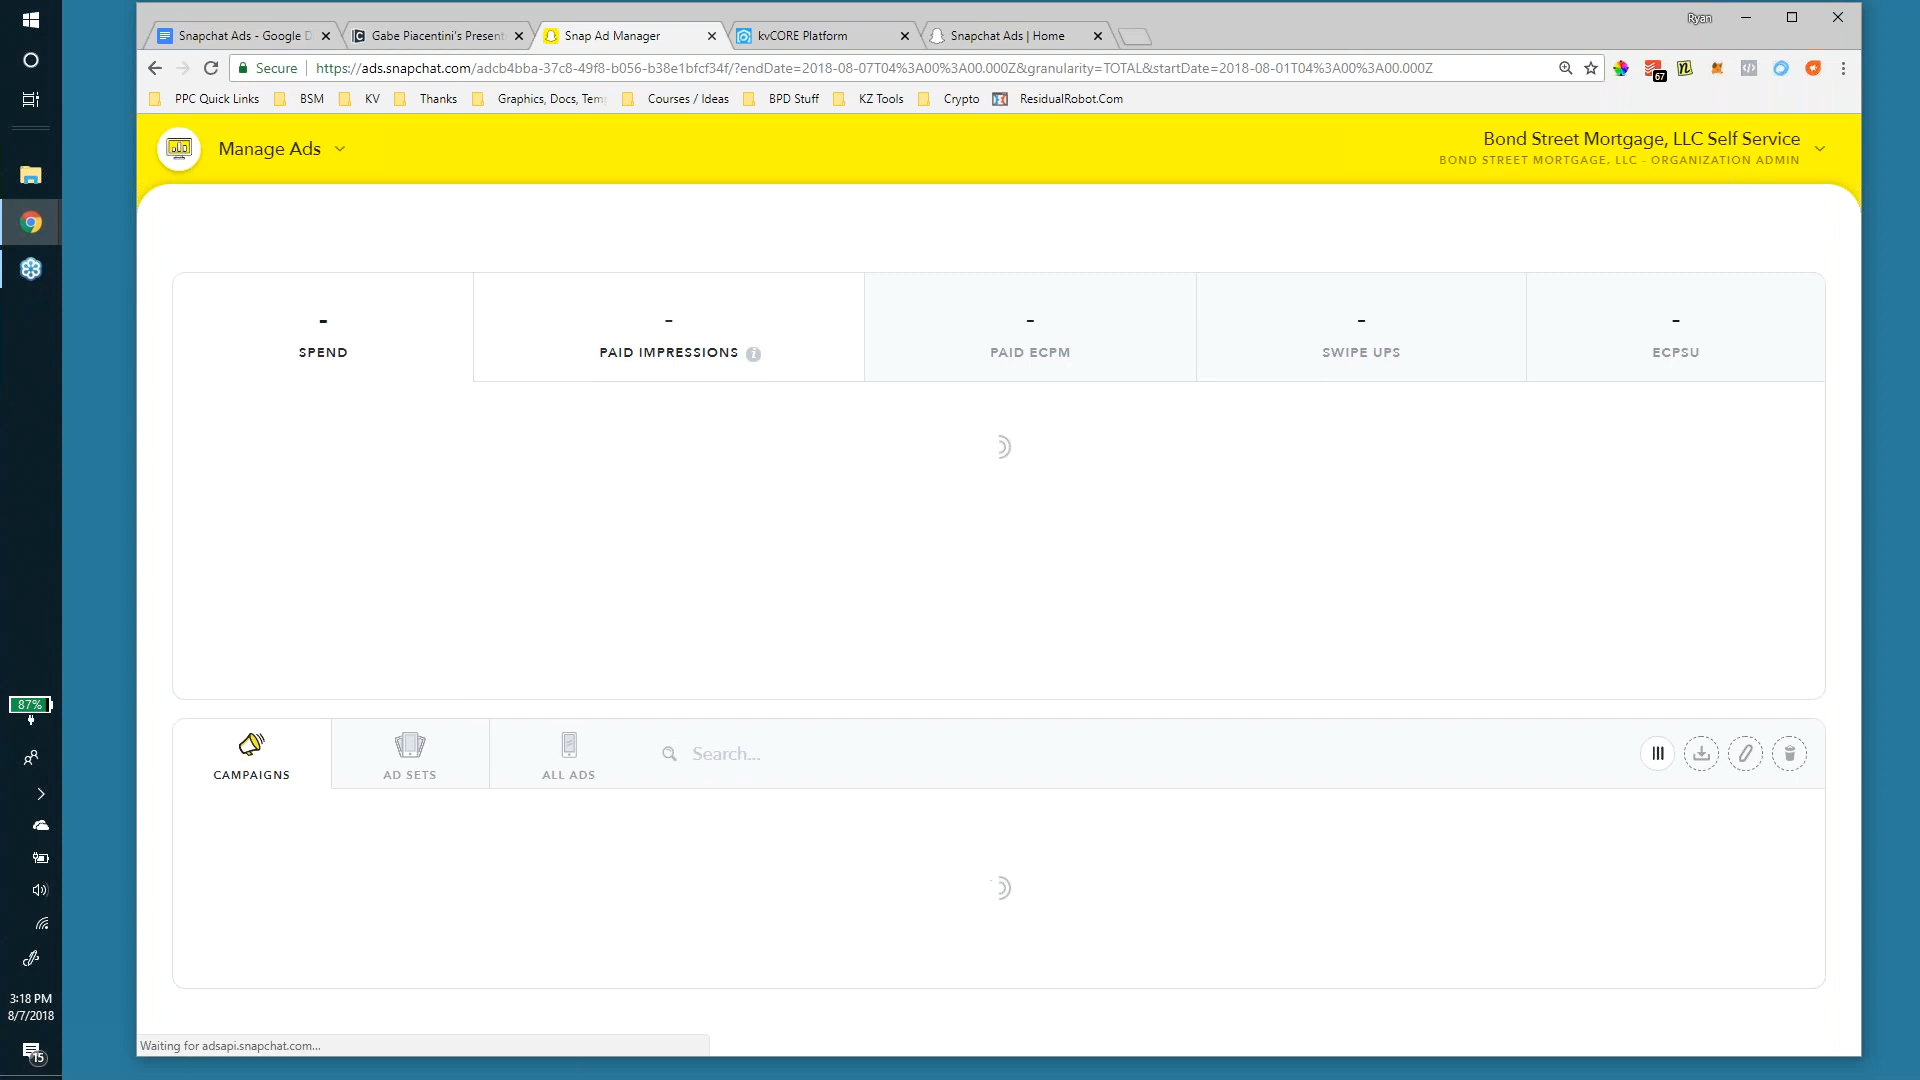 Snapchat Ads - Google D
Gabe Piacentini's Present
Snap Ad Manager
kvCORE Platform
Snapchat Ads | Home
Ryan
Secure
https://ads.snapchat.com/adcb4bba-37c8-49f8-b056-b38e1bfcf34f/?endDate=2018-08-07T04%3A00%3A00.000Z&granularity=TOTAL&startDate=2018-08-01T04%3A00%3A00.000Z
67
PPC Quick Links
BSM
KV
Thanks
Graphics, Docs, Tem
Courses / Ideas
BPD Stuff
KZ Tools
Crypto
ResidualRobot.Com
Manage Ads
Bond Street Mortgage, LLC Self Service
BOND STREET MORTGAGE, LLC - ORGANIZATION ADMIN
- - - - -
SPEND
PAID IMPRESSIONS i
PAID ECPM
SWIPE UPS
ECPSU
CAMPAIGNS
AD SETS
ALL ADS
Search...
87%
3:18 PM
8/7/2018
15
Waiting for adsapi.snapchat.com...